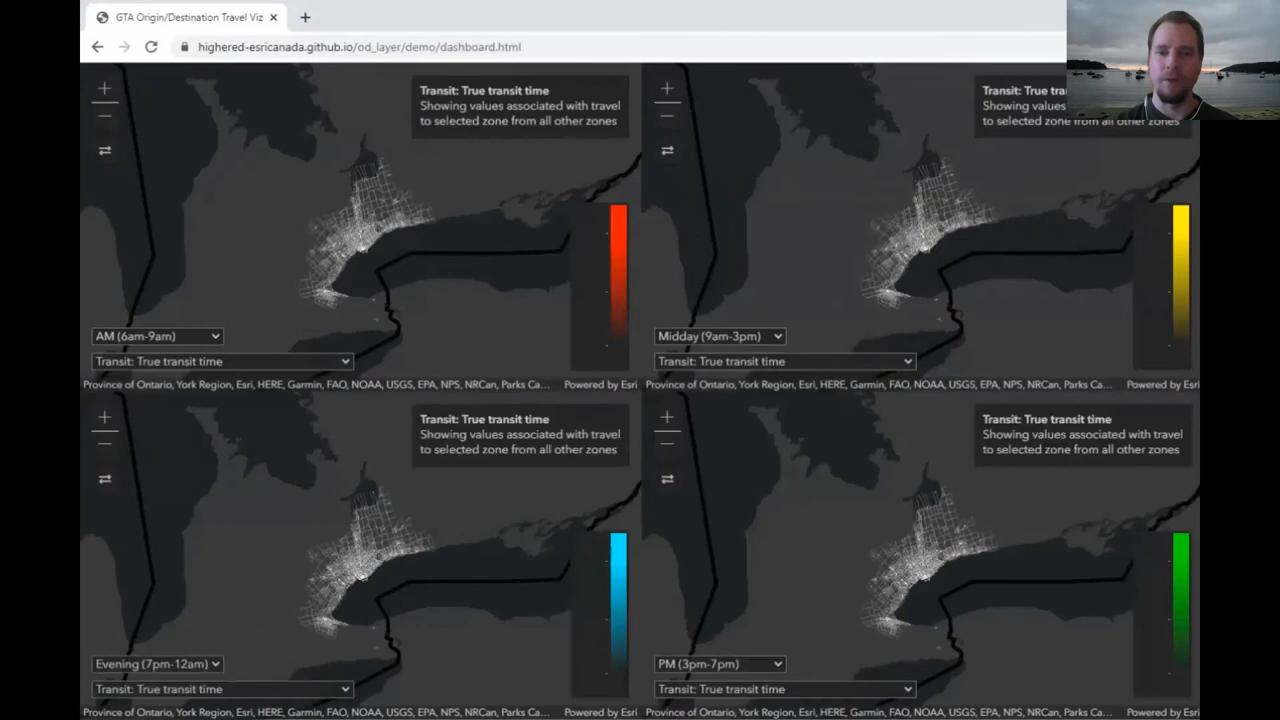 GTA Origin/Destination Travel Viz
highered-esricanada.github.io/od_layer/demo/dashboard.html
Transit: True transit time
Showing values associated with travel
to selected zone from all other zones
AM (6am-9am)
Transit: True transit time
Province of Ontario, York Region, Esri, HERE, Garmin, FAO, NOAA, USGS, EPA, NPS, NRCan, Parks Ca... Powered by Esri
Transit: True tra
Showing values
to selected zone from all other zones
Midday (9am-3pm)
Transit: True transit time
Province of Ontario, York Region, Esri, HERE, Garmin, FAO, NOAA, USGS, EPA, NPS, NRCan, Parks Ca... Powered by Esri
Transit: True transit time
Showing values associated with travel
to selected zone from all other zones
Evening (7pm-12am)
Transit: True transit time
Province of Ontario, York Region, Esri, HERE, Garmin, FAO, NOAA, USGS, EPA, NPS, NRCan, Parks Ca... Powered by Esri
Transit: True transit time
Showing values associated with travel
to selected zone from all other zones
PM (3pm-7pm)
Transit: True transit time
Province of Ontario, York Region, Esri, HERE, Garmin, FAO, NOAA, USGS, EPA, NPS, NRCan, Parks Ca... Powered by Esri